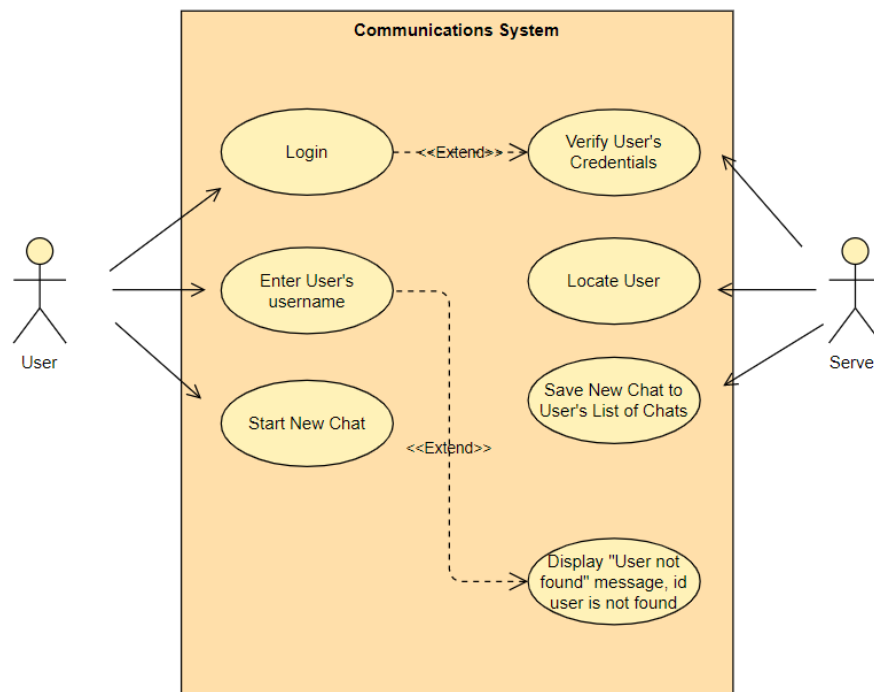 Communications System
Login
<<Extend>>
Verify User's
Credentials
Enter User's
username
Locate User
User
Serve
Start New Chat
Save New Chat to
User's List of Chats
<<Extend>>
Display "User not
found" message, id
user is not found